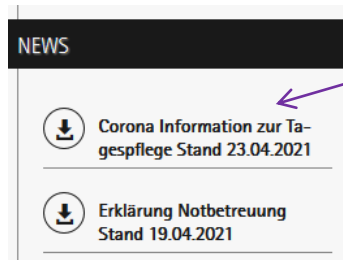 NEWS
Corona Information zur Ta-
gespflege Stand 23.04.2021
Erklärung Notbetreuung
Stand 19.04.2021